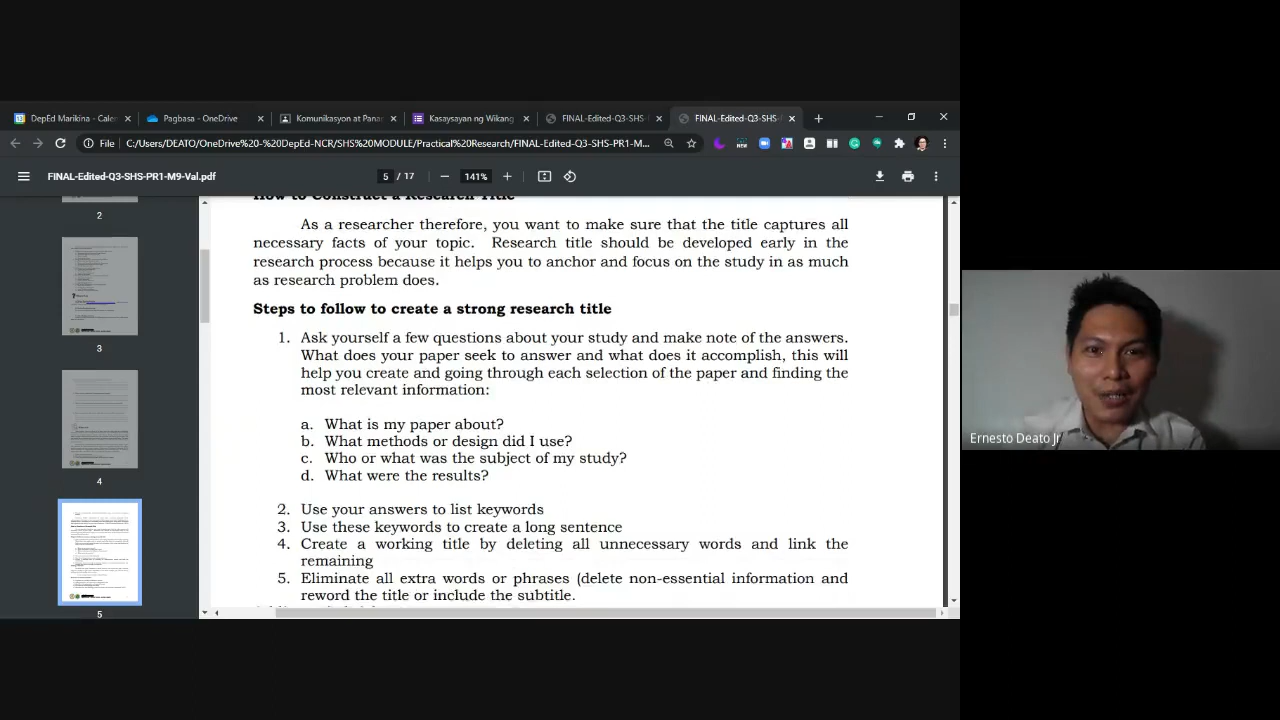 DepEd Marikina - Cale
Pagbasa - OneDrive
Komunikasyon at Panan
Kasaysayan ng Wikang
FINAL-Edited-Q3-SHS-
FINAL-Edited-Q3-SHS-
File
C:/Users/DEATO/OneDrive%20-%20DepEd-NCR/SHS%20MODULE/Practical%20Research/FINAL-Edited-Q3-SHS-PR1-M...
FINAL-Edited-Q3-SHS-PR1-M9-Val.pdf
5 / 17
141%
2
3
4
5
How to Construct a Research Title
As a researcher therefore, you want to make sure that the title captures all
necessary facts of your topic. Research title should be developed early in the
research process because it helps you to anchor and focus on the study in as much
as research problem does.
Steps to follow to create a strong research title
1. Ask yourself a few questions about your study and make note of the answers.
What does your paper seek to answer and what does it accomplish, this will
help you create and going through each selection of the paper and finding the
most relevant information:
a. What is my paper about?
b. What methods or design did I use?
c. Who or what was the subject of my study?
d. What were the results?
2. Use your answers to list keywords
3. Use these keywords to create a long sentence
4. Create a working title by deleting all unnecessary words and link the
remaining
5. Eliminate all extra words or phrases (delete non-essential information and
reword the title or include the subtitle.
Ernesto Deato Jr